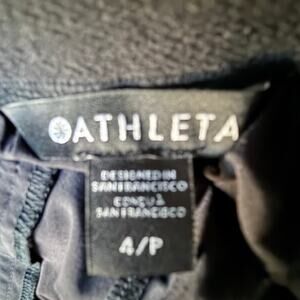 ATHLETA
DESIGNED IN
SAN FRANCISCO
CONÇU À
SAN FRANCISCO
4/P